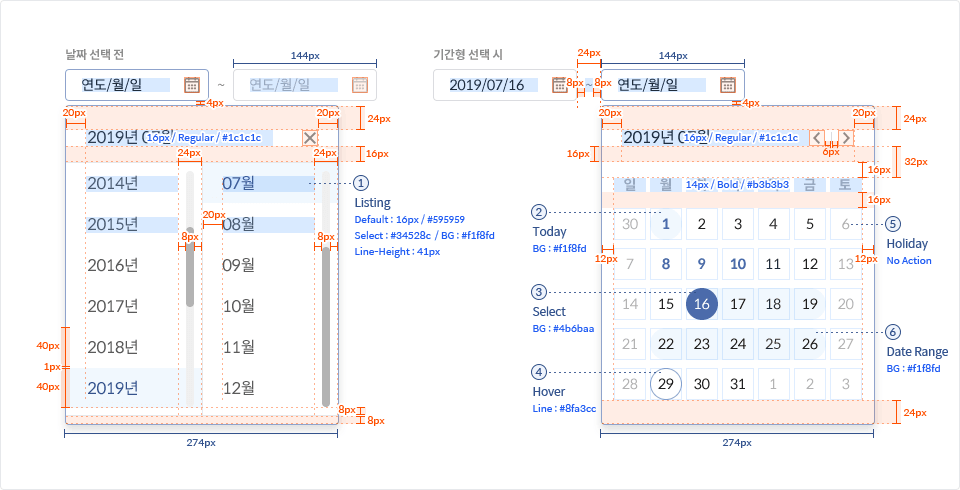 날짜 선택 전
144px
연도/월/일
~
연도/월/일
4px
20px
20px
24px
2019년 07월
16px / Regular / #1c1c1c
24px
24px
16px
2014년
07월
1
Listing
Default : 16px / #595959
Select : #34528c / BG : #f1f8fd
Line-Height : 41px
2015년
20px
08월
8px
8px
2016년
09월
2017년
10월
40px
2018년
11월
1px
40px
2019년
12월
8px
8px
274px
기간형 선택 시
24px
144px
2019/07/16
8px
~
8px
연도/월/일
4px
20px
20px
24px
2019년 07월
16px / Regular / #1c1c1c
6px
16px
32px
16px
일 월 14px / Bold / #b3b3b3 금 토
16px
2
Today
BG : #f1f8fd
30 1 2 3 4 5 6
5
Holiday
No Action
12px
12px
7 8 9 10 11 12 13
3
Select
BG : #4b6baa
14 15 16 17 18 19 20
6
Date Range
BG : #f1f8fd
21 22 23 24 25 26 27
4
Hover
Line : #8fa3cc
28 29 30 31 1 2 3
24px
274px